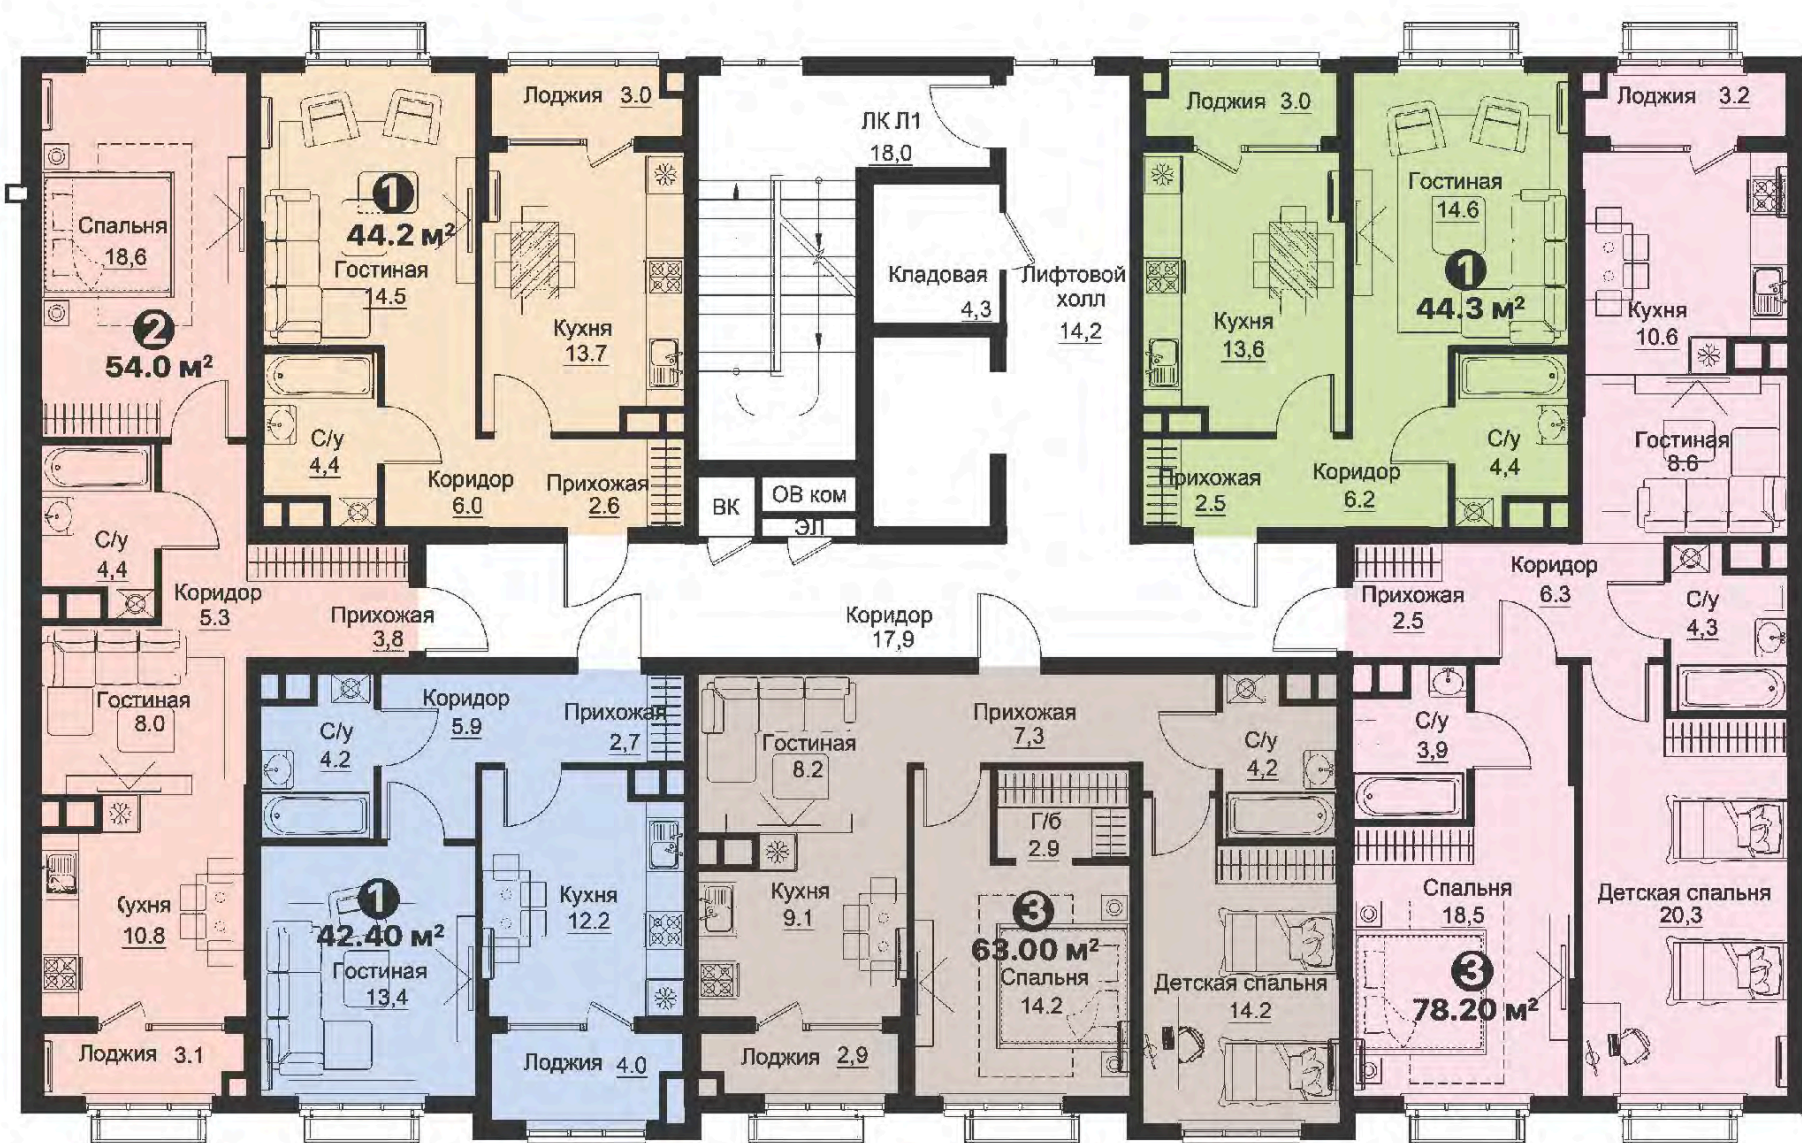 Спальня
18,6
2
54.0 м²
С/у
4,4
Коридор
5.3
Прихожая
3,8
Гостиная
8.0
10.8
Лоджия 3.1
1
44.2 м²
Гостиная
14.5
Лоджия 3.0
Кухня
13.7
С/у
4,4
Коридор
6.0
Прихожая
2.6
ЛК Л1
18,0
Кладовая
4,3
Лифтовой
холл
14,2
ВК
ОВ ком
ЭЛ
Коридор
17,9
Лоджия 3.0
Кухня
13,6
Гостиная
14.6
1
44.3 м²
Прихожая
2.5
Коридор
6.2
С/у
4,4
Лоджия 3.2
Кухня
10.6
Гостиная
8.6
Коридор
6.3
Прихожая
2.5
С/у
4,3
С/у
3,9
Спальня
18,5
3
78.20 м²
Детская спальня
20,3
С/у
4.2
Коридор
5.9
Прихожая
2,7
1
42.40 м²
Гостиная
13,4
Кухня
12.2
Лоджия 4.0
Гостиная
8.2
Прихожая
7,3
С/у
4,2
Г/б
2.9
Кухня
9.1
3
63.00 м²
Спальня
14.2
Детская спальня
14.2
Лоджия 2,9